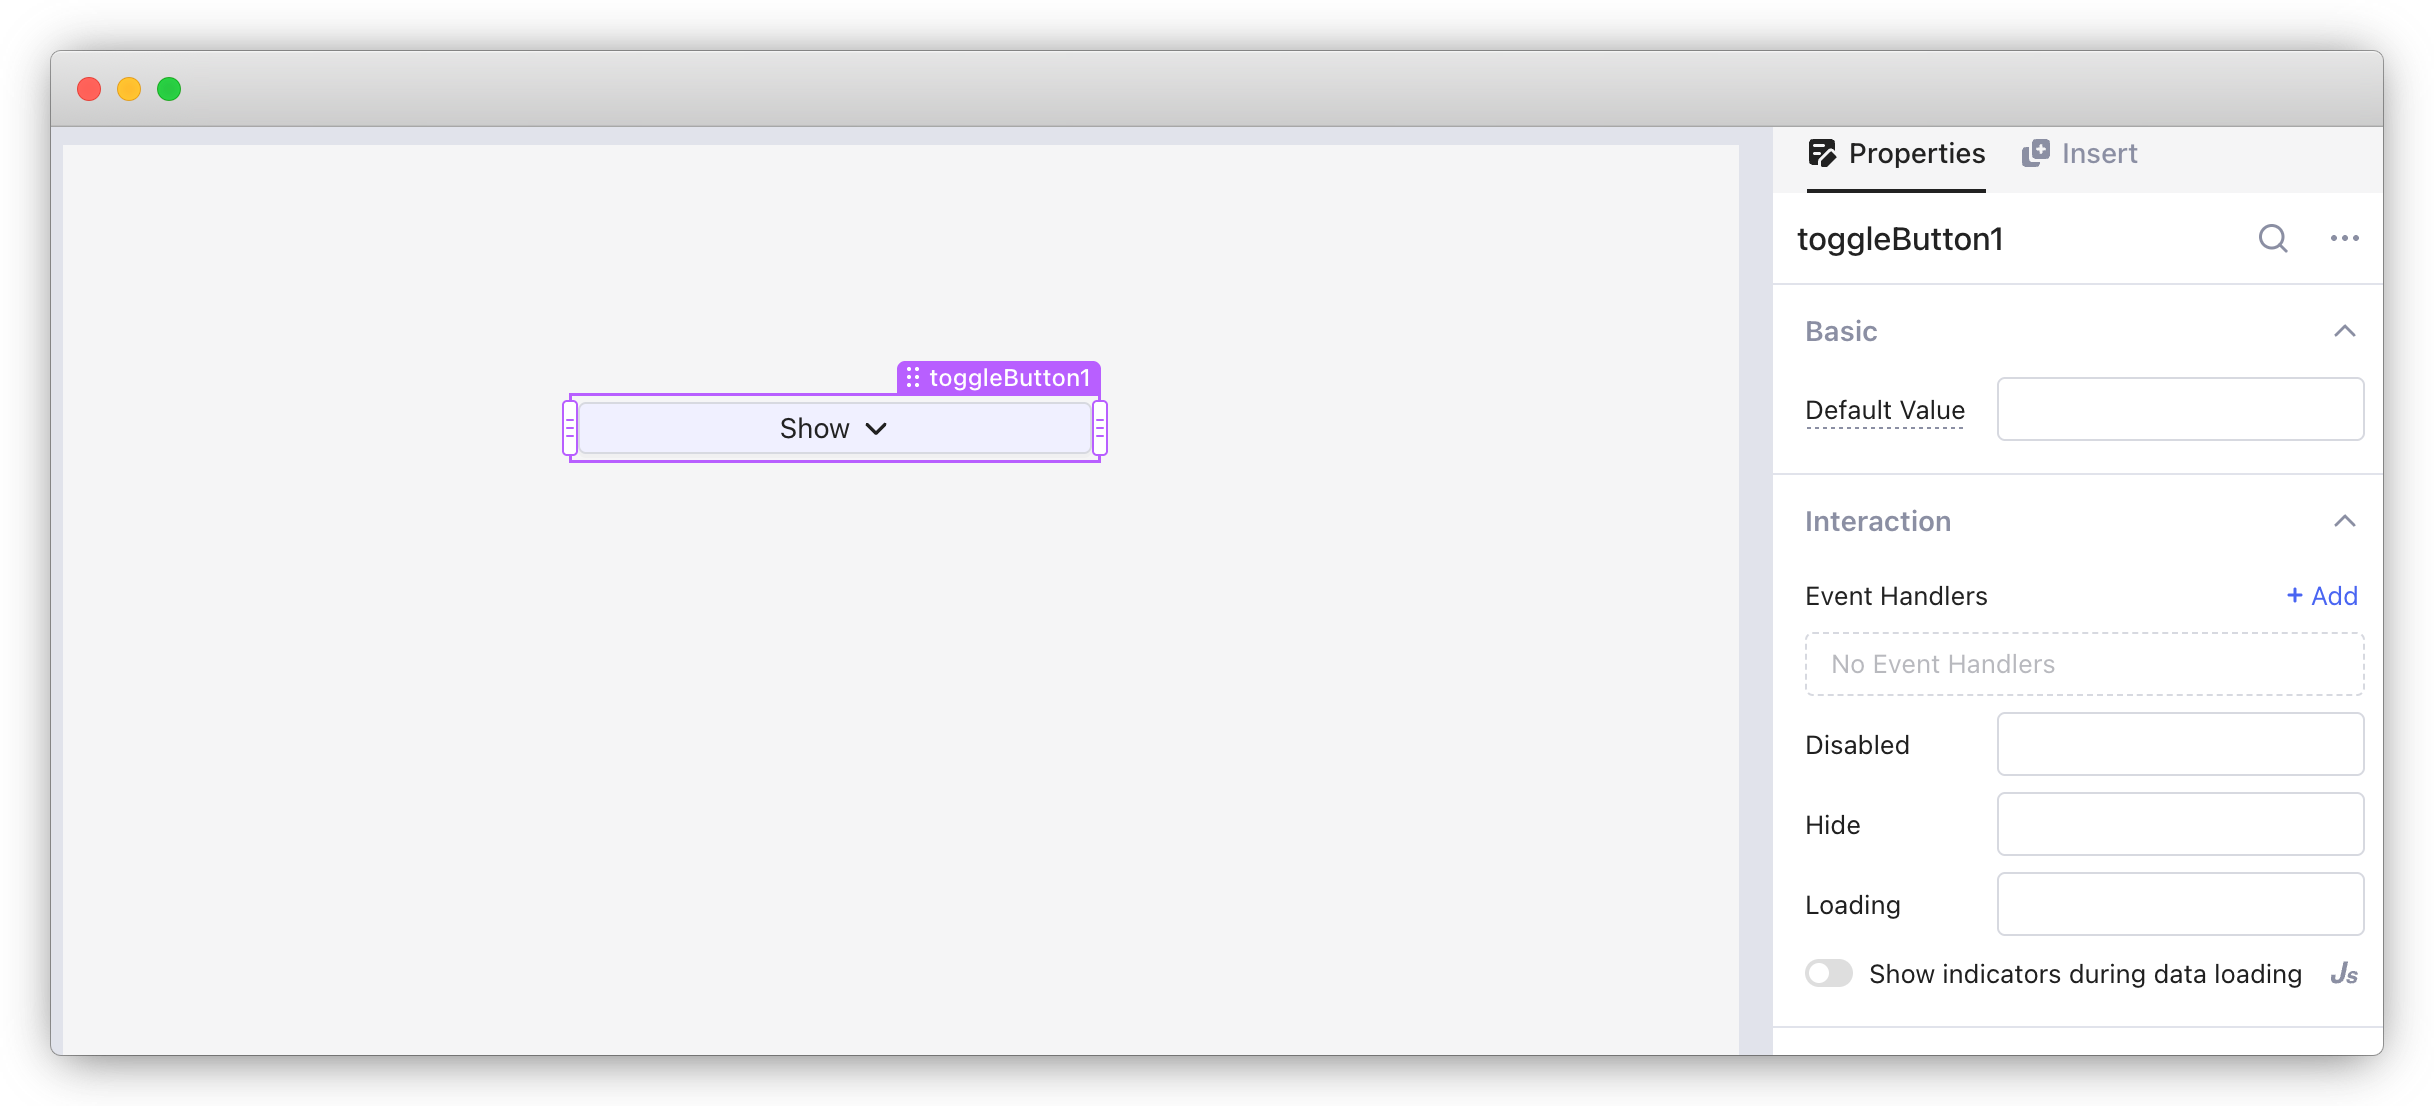 Properties
Insert
toggleButton1
Basic
Default Value
Interaction
Event Handlers
+ Add
No Event Handlers
Disabled
Hide
Loading
Show indicators during data loading
Js
toggleButton1
Show